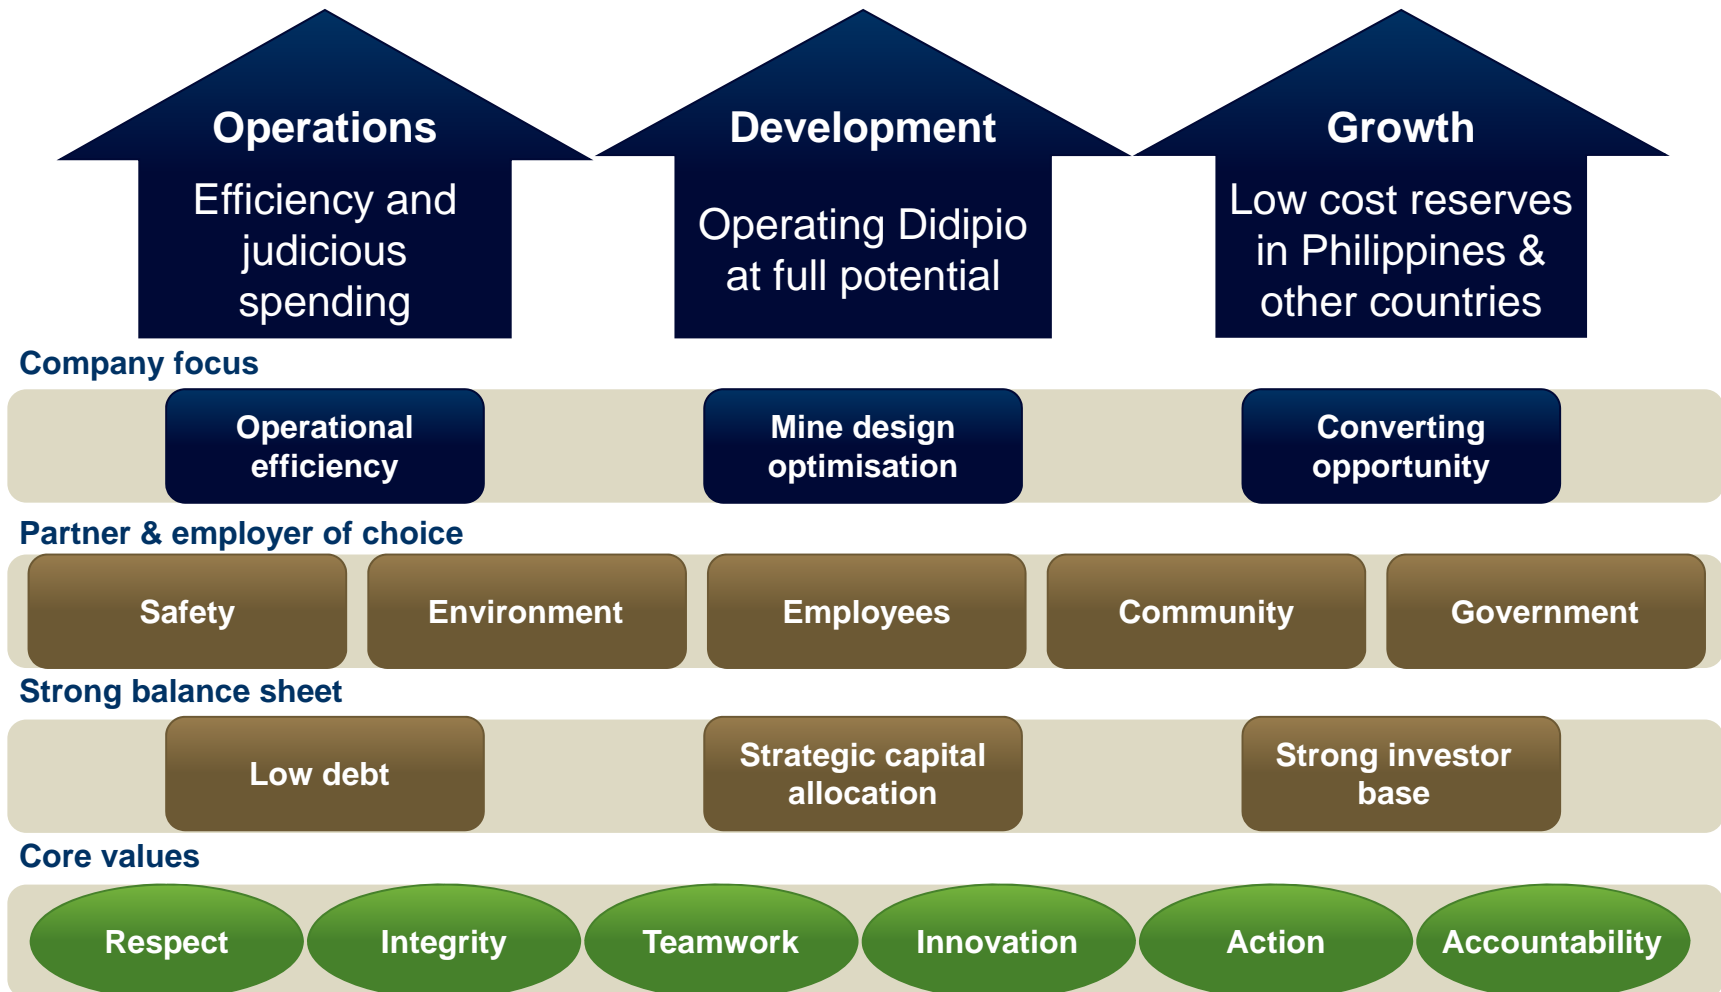 Operations
Efficiency and
judicious
spending
Development
Operating Didipio
at full potential
Growth
Low cost reserves
in Philippines &
other countries
Company focus
Operational
efficiency
Mine design
optimisation
Converting
opportunity
Partner & employer of choice
Safety
Environment
Employees
Community
Government
Strong balance sheet
Low debt
Strategic capital
allocation
Strong investor
base
Core values
Respect
Integrity
Teamwork
Innovation
Action
Accountability